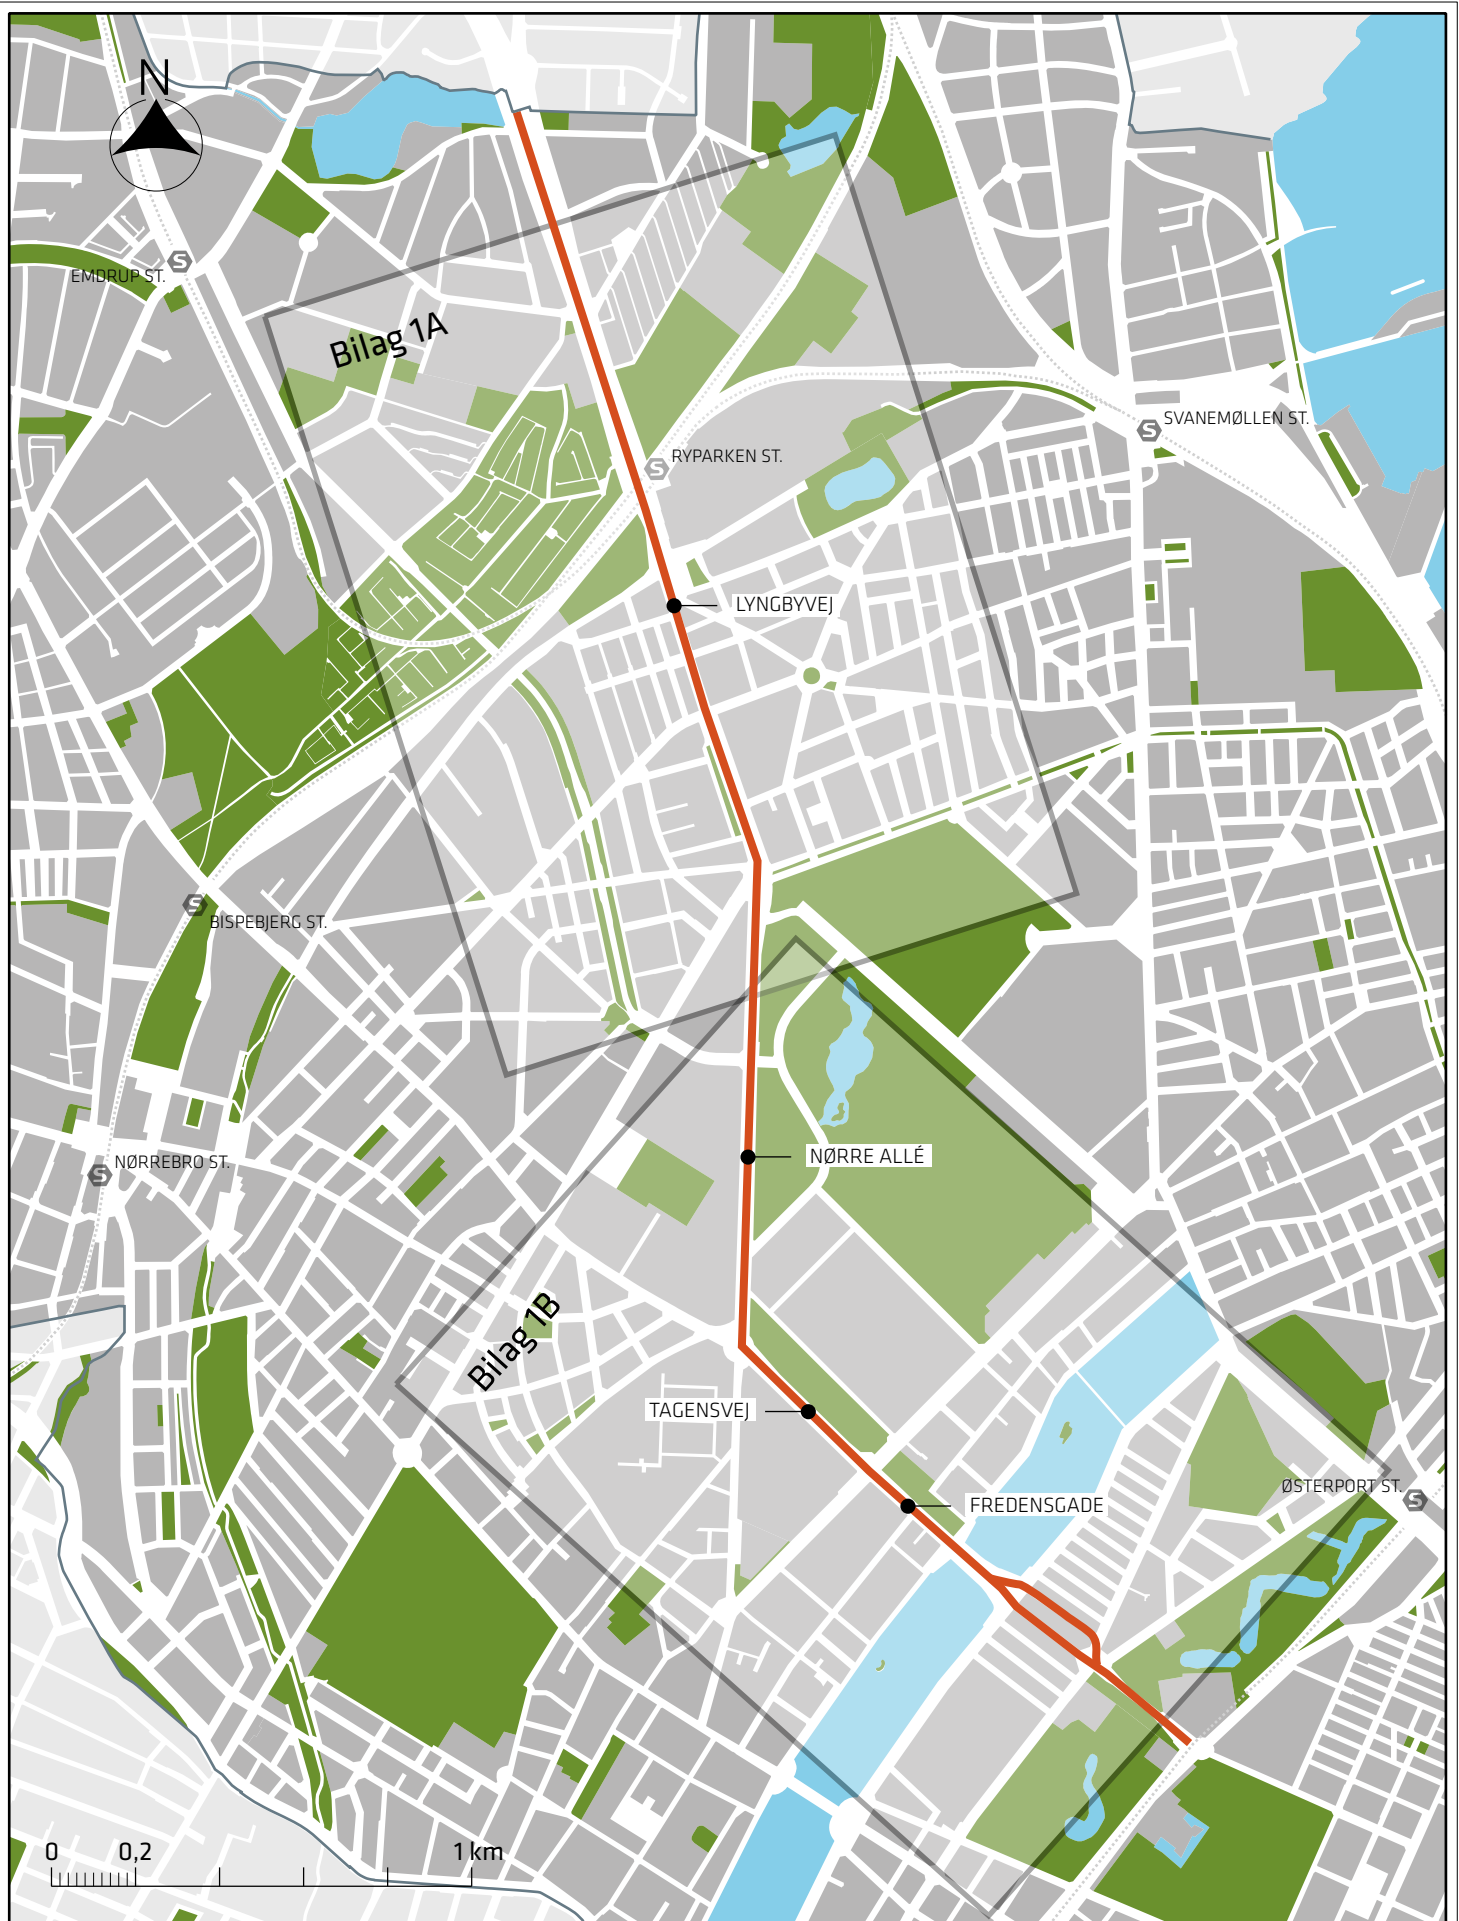 N
S
EMDRUP ST.
Bilag 1A
S
SVANEMØLLEN ST.
S
RYPARKEN ST.
LYNGBYVEJ
S
BISPEBJERG ST.
NØRRE ALLÉ
S
NØRREBRO ST.
Bilag 1B
TAGENSVEJ
ØSTERPORT ST.
S
FREDENSGADE
0 0,2 1 km